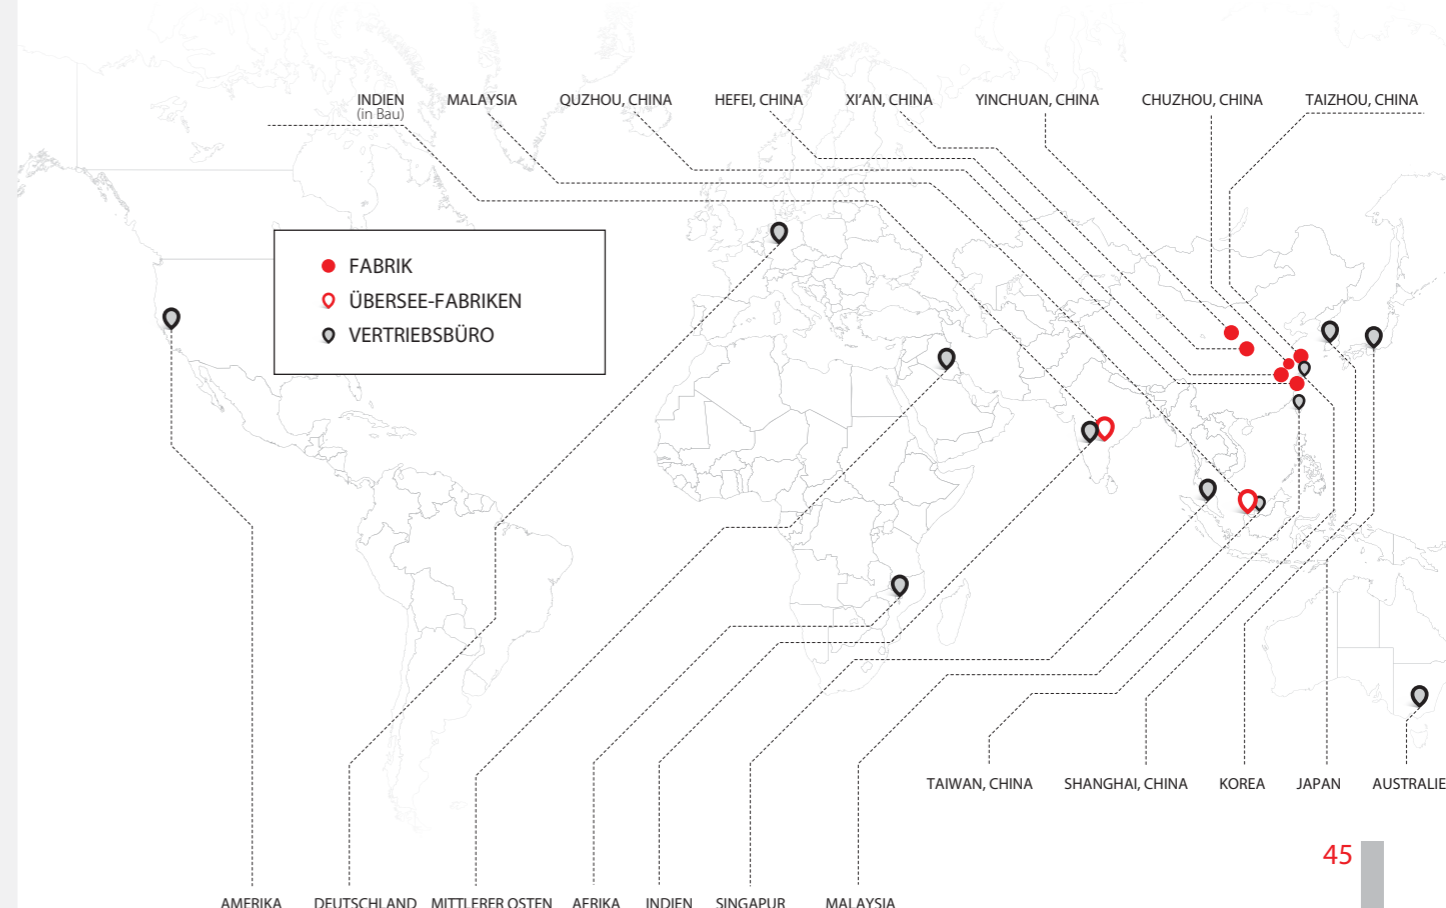 INDIEN
(in Bau)
MALAYSIA
QUZHOU, CHINA
HEFEI, CHINA
XI'AN, CHINA
YINCHUAN, CHINA
CHUZHOU, CHINA
TAIZHOU, CHINA
FABRIK
ÜBERSEE-FABRIKEN
VERTRIEBSBÜRO
TAIWAN, CHINA
SHANGHAI, CHINA
KOREA
JAPAN
AUSTRALIE
45
AMERIKA
DEUTSCHLAND
MITTLERER OSTEN
AFRIKA
INDIEN
SINGAPUR
MALAYSIA